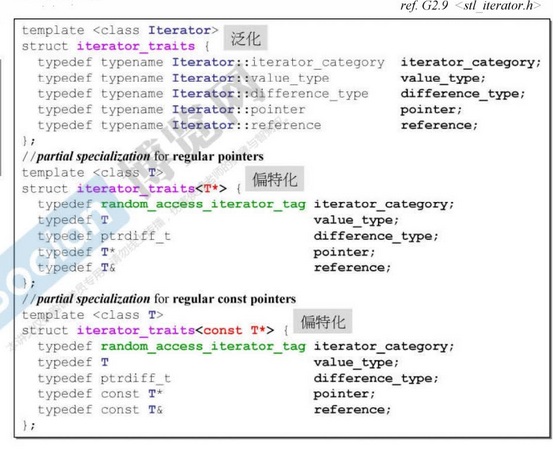 ref. G2.9 <stl_iterator.h>
template <class Iterator> 泛化
struct iterator_traits {
typedef typename Iterator::iterator_category iterator_category;
typedef typename Iterator::value_type value_type;
typedef typename Iterator::difference_type difference_type;
typedef typename Iterator::pointer pointer;
typedef typename Iterator::reference reference;
};
//partial specialization for regular pointers
template <class T> 偏特化
struct iterator_traits<T*> {
typedef random_access_iterator_tag iterator_category;
typedef T value_type;
typedef ptrdiff_t difference_type;
typedef T* pointer;
typedef T& reference;
};
//partial specialization for regular const pointers
template <class T> 偏特化
struct iterator_traits<const T*> {
typedef random_access_iterator_tag iterator_category;
typedef T value_type;
typedef ptrdiff_t difference_type;
typedef const T* pointer;
typedef const T& reference;
};
博览网